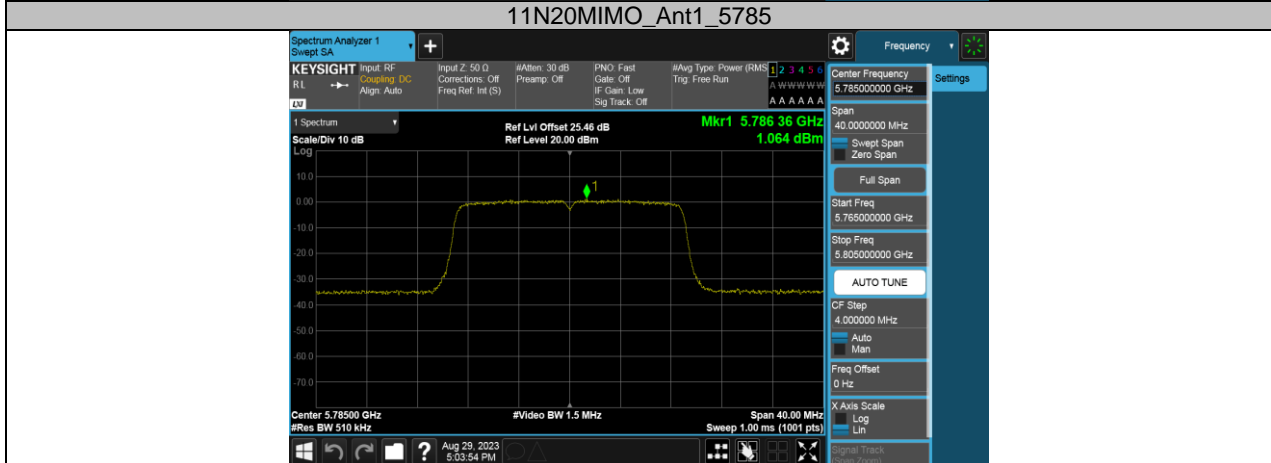 11N20MIMO_Ant1_5785
Spectrum Analyzer 1
Swept SA
+
Frequency
KEYSIGHT
RL
Input: RF
Coupling: DC
Align: Auto
Input Z: 50 Ω
Corrections: Off
Freq Ref: Int (S)
#Atten: 30 dB
Preamp: Off
PNO: Fast
Gate: Off
IF Gain: Low
Sig Track: Off
#Avg Type: Power (RMS
Trig: Free Run
1 2 3 4 5 6
A W W W W W
A A A A A A
1 Spectrum
Scale/Div 10 dB
Ref Lvl Offset 25.46 dB
Ref Level 20.00 dBm
Mkr1 5.786 36 GHz
1.064 dBm
Log
10.0
0.00
-10.0
-20.0
-30.0
-40.0
-50.0
-60.0
-70.0
1
Center 5.78500 GHz
#Res BW 510 kHz
#Video BW 1.5 MHz
Span 40.00 MHz
Sweep 1.00 ms (1001 pts)
Center Frequency
5.785000000 GHz
Settings
Span
40.0000000 MHz
Swept Span
Zero Span
Full Span
Start Freq
5.765000000 GHz
Stop Freq
5.805000000 GHz
AUTO TUNE
CF Step
4.000000 MHz
Auto
Man
Freq Offset
0 Hz
X Axis Scale
Log
Lin
Signal Track
(Span Zoom)
?
Aug 29, 2023
5:03:54 PM